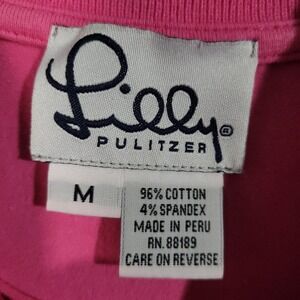 Lilly®
PULITZER
M
96% COTTON
4% SPANDEX
MADE IN PERU
RN. 88189
CARE ON REVERSE